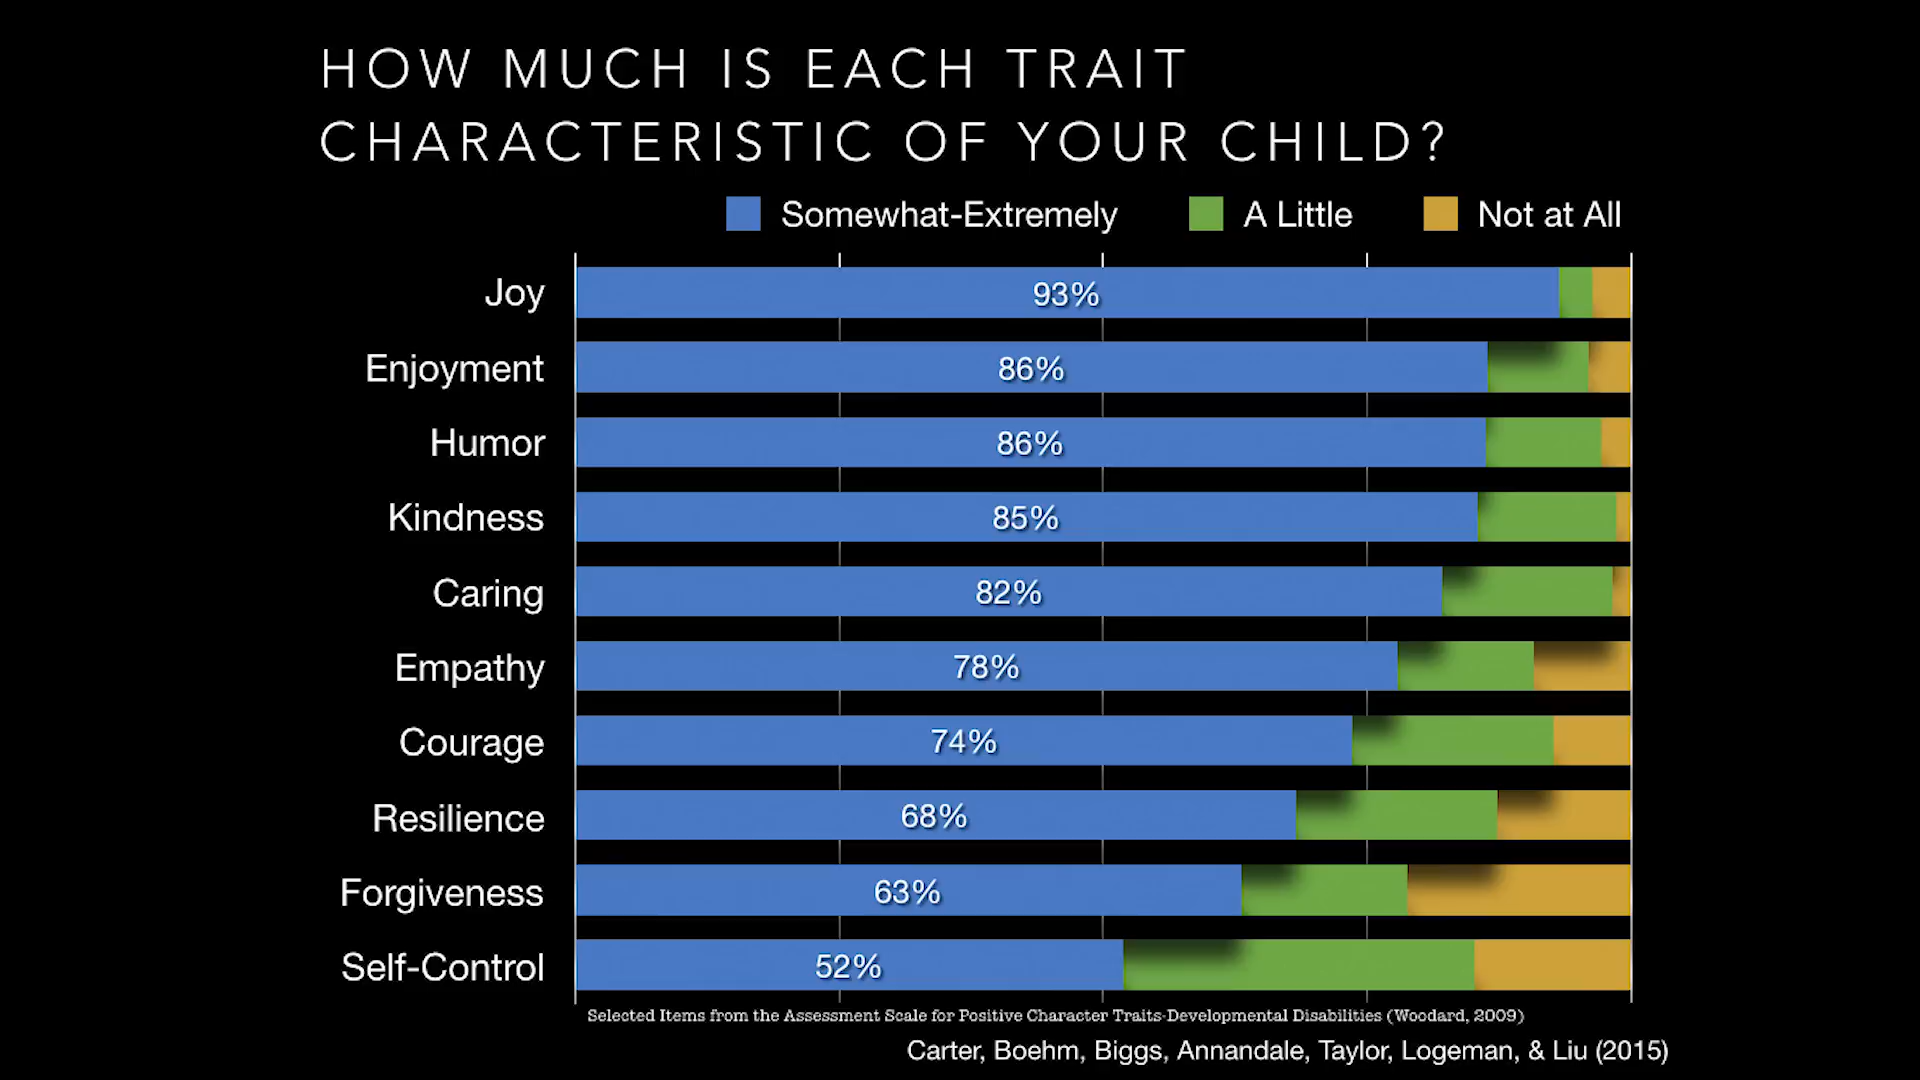 HOW MUCH IS EACH TRAIT
CHARACTERISTIC OF YOUR CHILD?
Somewhat-Extremely A Little Not at All
Joy 93%
Enjoyment 86%
Humor 86%
Kindness 85%
Caring 82%
Empathy 78%
Courage 74%
Resilience 68%
Forgiveness 63%
Self-Control 52%
Selected Items from the Assessment Scale for Positive Character Traits-Developmental Disabilities (Woodard, 2009)
Carter, Boehm, Biggs, Annandale, Taylor, Logeman, & Liu (2015)